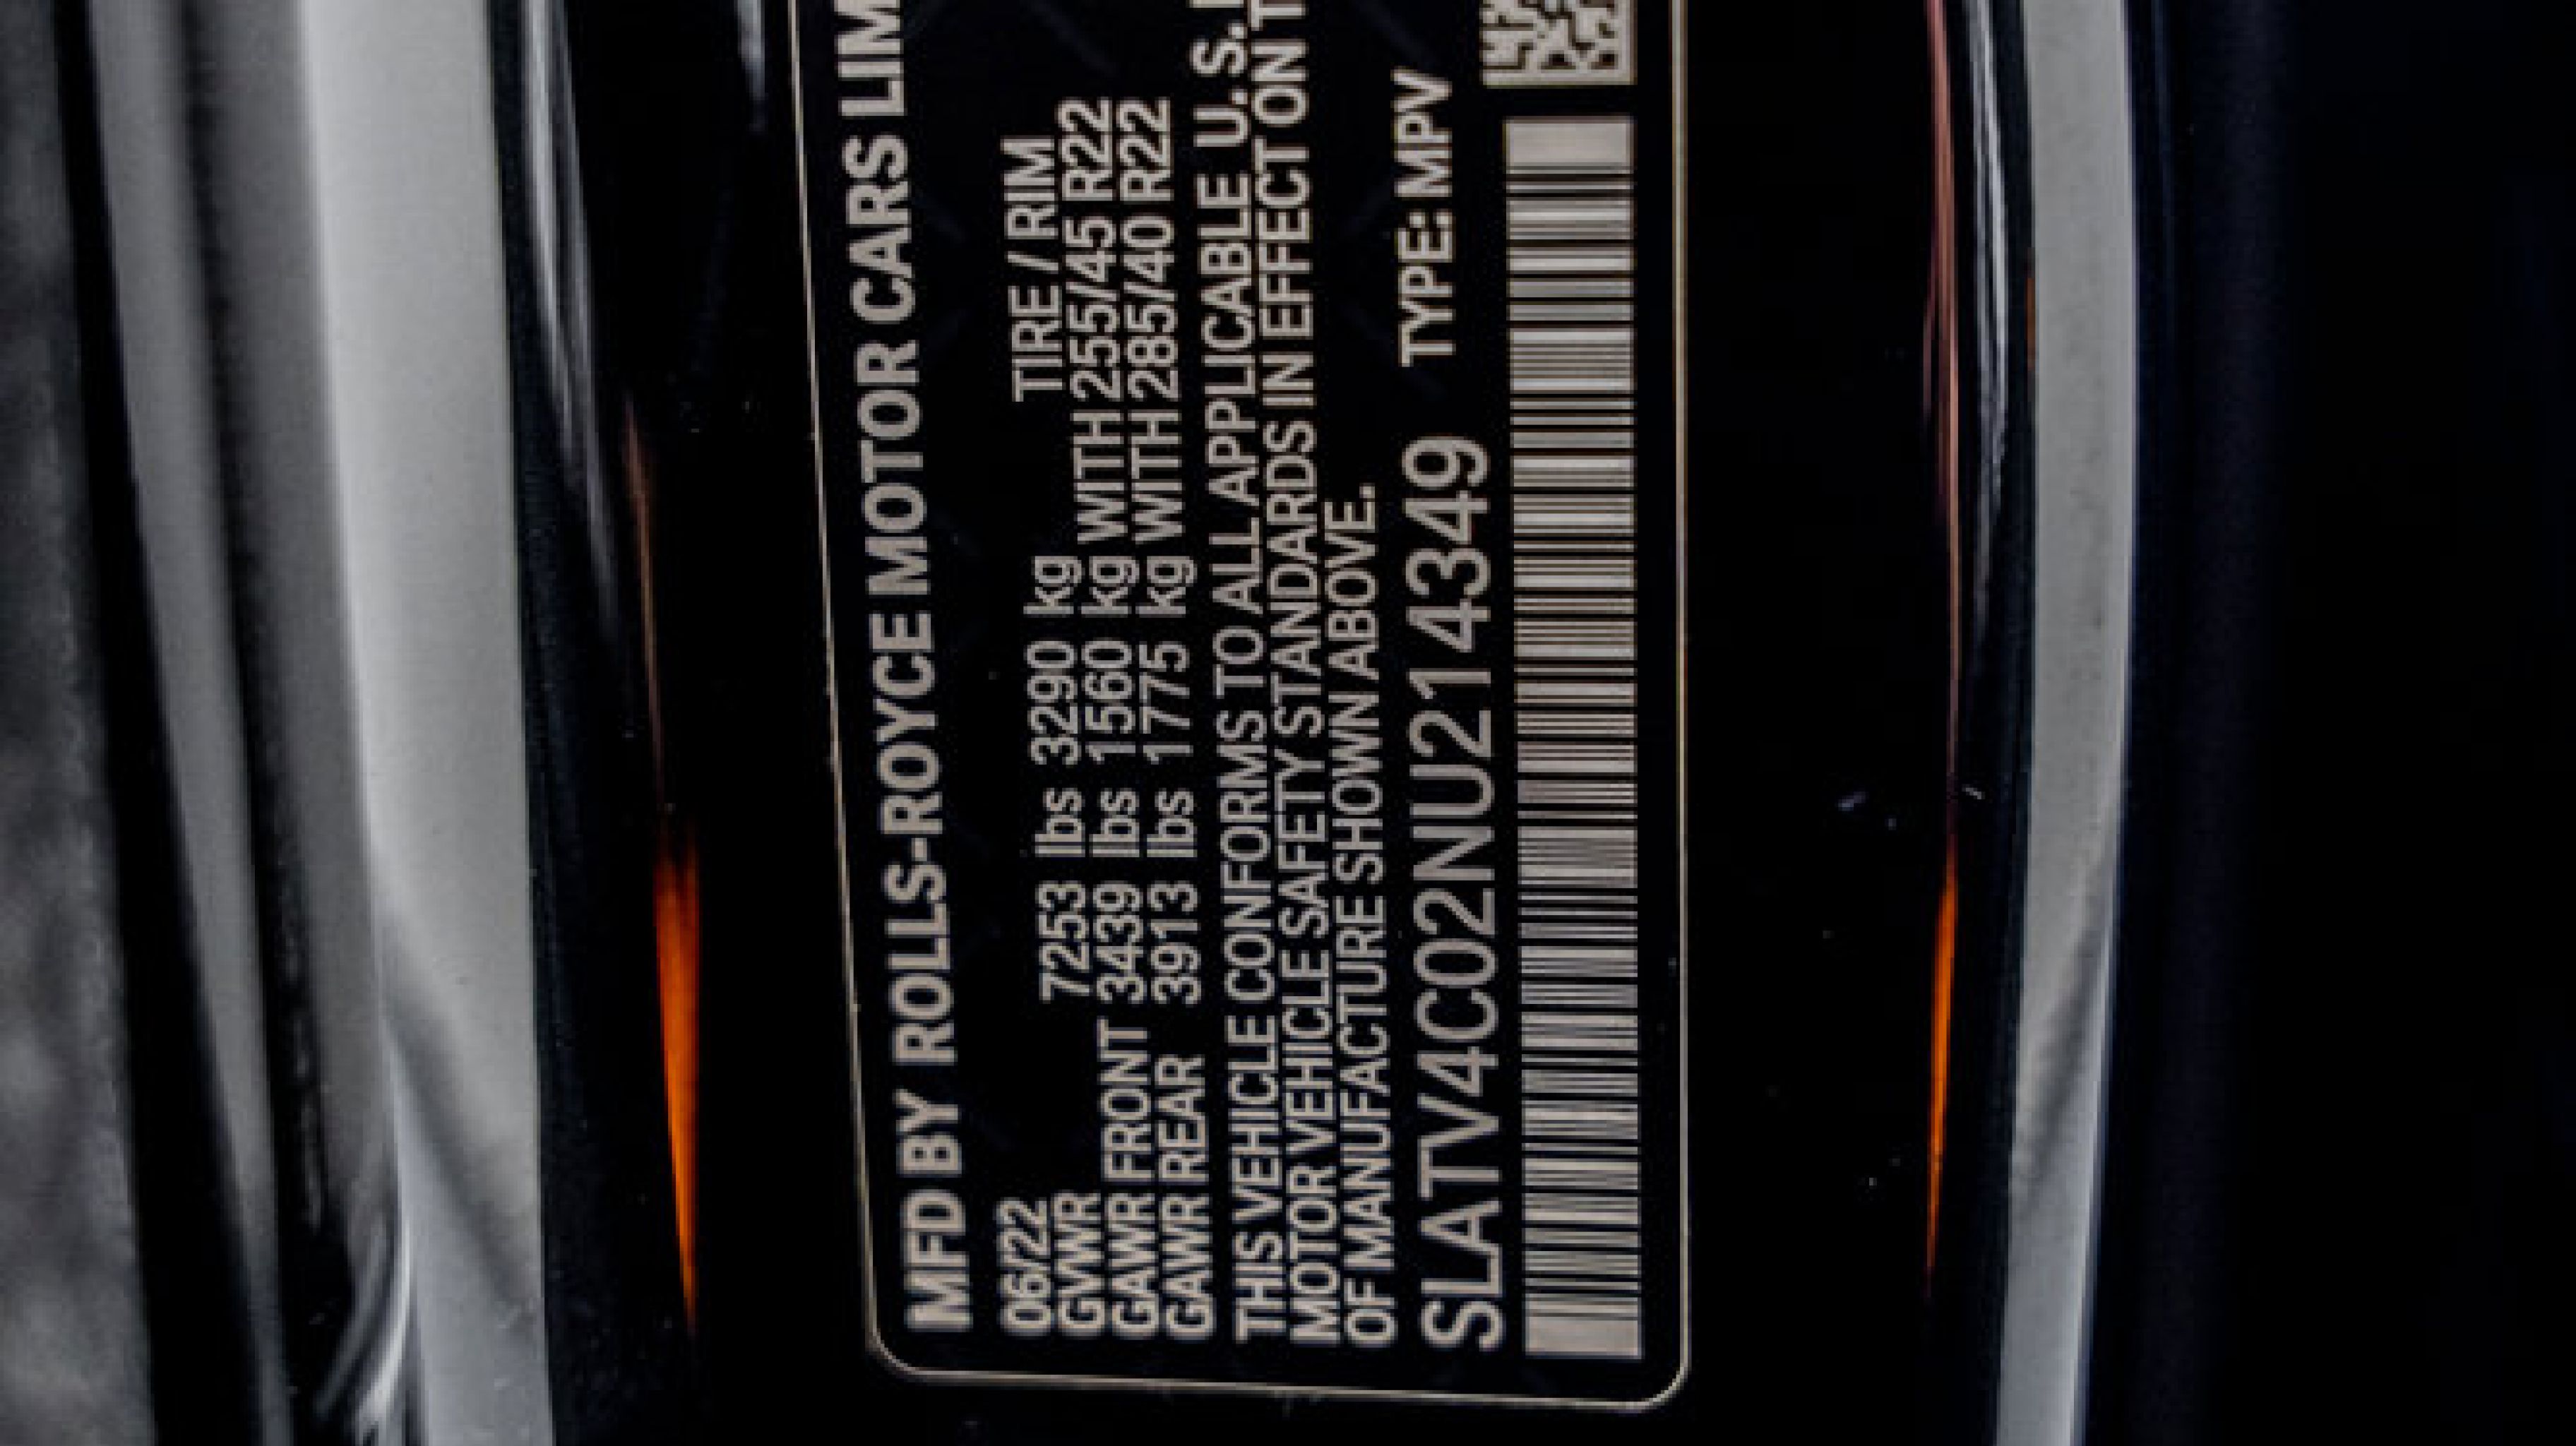 MFD BY ROLLS-ROYCE MOTOR CARS LIM
06/22 TIRE / RIM
GVWR 7253 lbs 3290 kg
GAWR FRONT 3439 lbs 1560 kg WITH 255/45 R22
GAWR REAR 3913 lbs 1775 kg WITH 285/40 R22
THIS VEHICLE CONFORMS TO ALL APPLICABLE U.S.
MOTOR VEHICLE SAFETY STANDARDS IN EFFECT ON T
OF MANUFACTURE SHOWN ABOVE.
SLATV4C02NU214349 TYPE: MPV